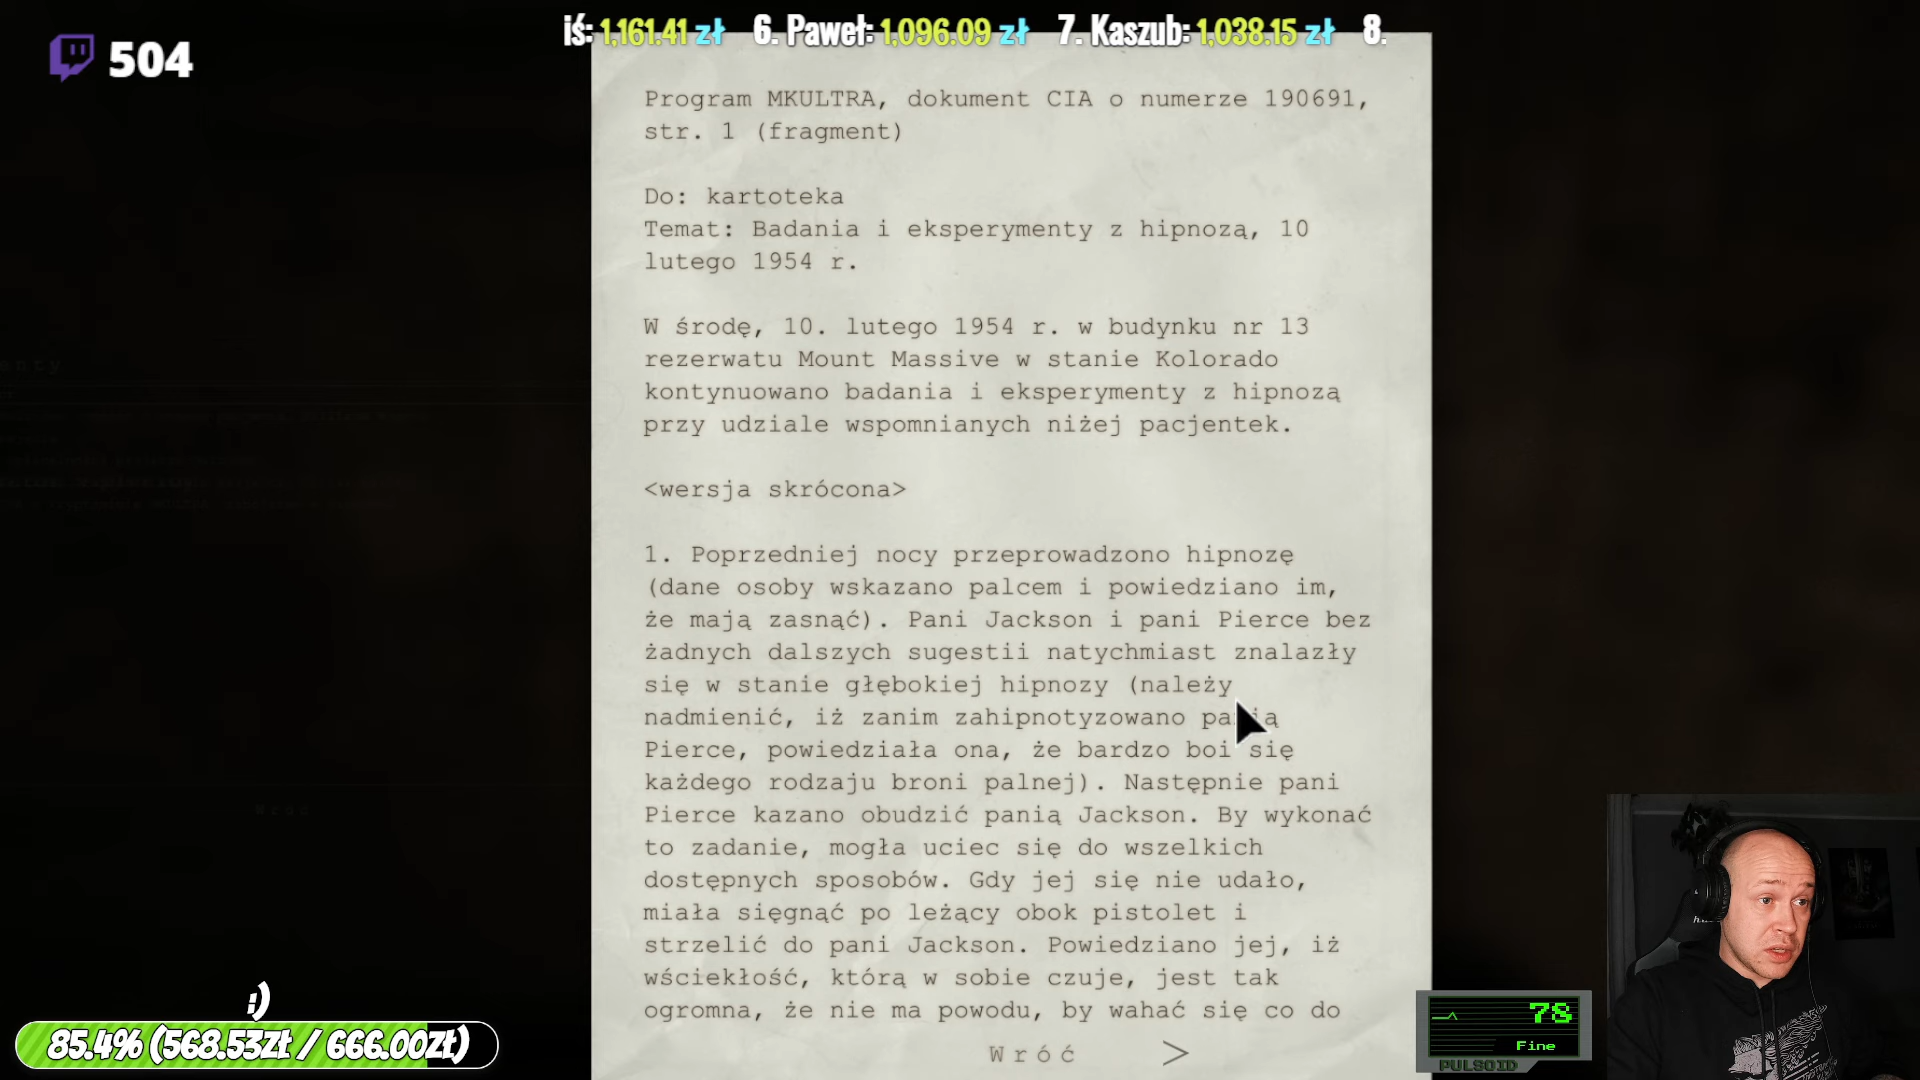 iś: 1,161.41 zł 6. Paweł: 1,096.09 zł 7. Kaszub: 1,038.15 zł 8.
504
Program MKULTRA, dokument CIA o numerze 190691,
str. 1 (fragment)
Do: kartoteka
Temat: Badania i eksperymenty z hipnozą, 10
lutego 1954 r.
W środę, 10. lutego 1954 r. w budynku nr 13
rezerwatu Mount Massive w stanie Kolorado
kontynuowano badania i eksperymenty z hipnozą
przy udziale wspomnianych niżej pacjentek.
<wersja skrócona>
1. Poprzedniej nocy przeprowadzono hipnozę
(dane osoby wskazano palcem i powiedziano im,
że mają zasnąć). Pani Jackson i pani Pierce bez
żadnych dalszych sugestii natychmiast znalazły
się w stanie głębokiej hipnozy (należy
nadmienić, iż zanim zahipnotyzowano panią
Pierce, powiedziała ona, że bardzo boi się
każdego rodzaju broni palnej). Następnie pani
Pierce kazano obudzić panią Jackson. By wykonać
to zadanie, mogła uciec się do wszelkich
dostępnych sposobów. Gdy jej się nie udało,
miała sięgnąć po leżący obok pistolet i
strzelić do pani Jackson. Powiedziano jej, iż
wściekłość, którą w sobie czuje, jest tak
ogromna, że nie ma powodu, by wahać się co do
Wróć >
Wróć
:)
85.4% (568.53zł / 666.00zł)
78
Fine
PULSOID